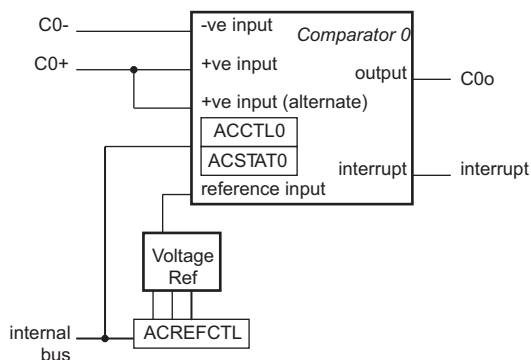 C0-
-ve input
Comparator 0
C0+
+ve input
output
C0o
+ve input (alternate)
ACCTL0
ACSTAT0
interrupt
interrupt
reference input
Voltage
Ref
internal
bus
ACREFCTL